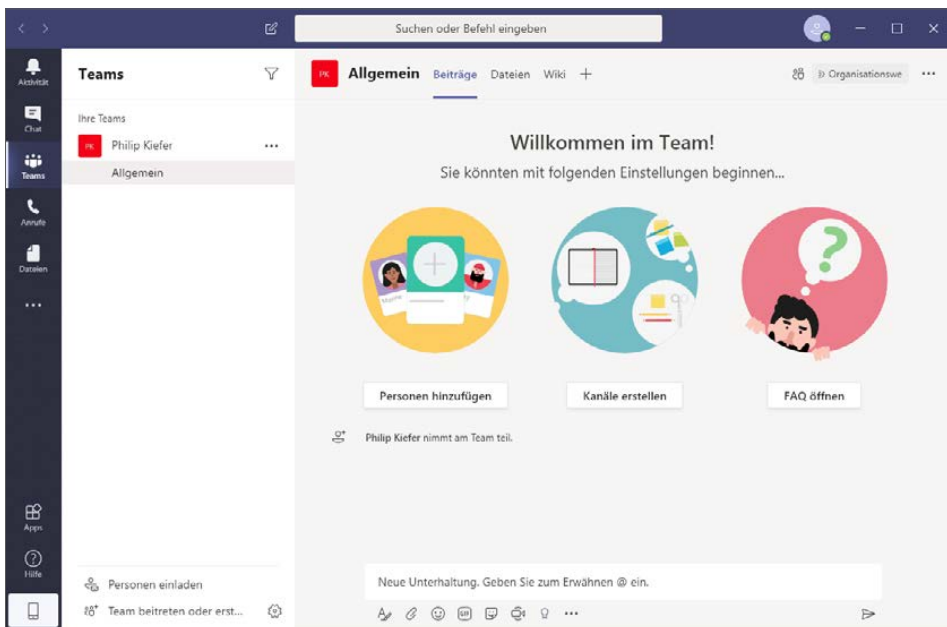 Suchen oder Befehl eingeben
Aktivität
Chat
Teams
Anrufe
Dateien
Apps
Hilfe
Teams
Ihre Teams
PK Philip Kiefer
Allgemein
Personen einladen
Team beitreten oder erst...
PK Allgemein Beiträge Dateien Wiki
Organisationswe
Willkommen im Team!
Sie könnten mit folgenden Einstellungen beginnen...
Maxine
Personen hinzufügen
Kanäle erstellen
FAQ öffnen
Philip Kiefer nimmt am Team teil.
Neue Unterhaltung. Geben Sie zum Erwähnen @ ein.
GIF